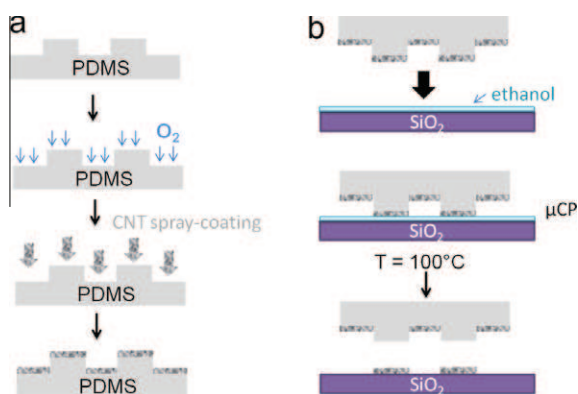 a
PDMS
O₂
PDMS
CNT spray-coating
PDMS
PDMS
b
ethanol
SiO₂
μCP
SiO₂
T = 100°C
SiO₂